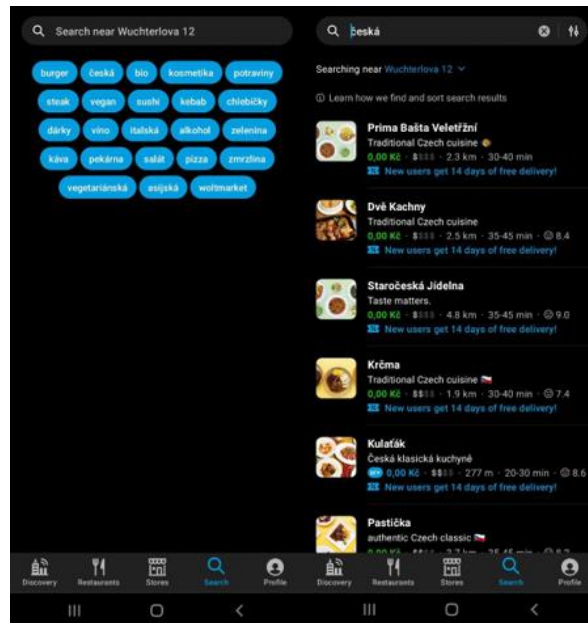 Search near Wuchterlova 12
burger česká bio kosmetika potraviny
steak vegan sushi kebab chlebíčky
dárky víno italská alkohol zelenina
káva pekárna salát pizza zmrzlina
vegetariánská asijská woltmarket
Discovery Restaurants Stores Search Profile
česká
Searching near Wuchterlova 12
Learn how we find and sort search results
Prima Bašta Veletržní
Traditional Czech cuisine
0,00 Kč · $$$$ · 2.3 km · 30-40 min
New users get 14 days of free delivery!
Dvě Kachny
Traditional Czech cuisine
0,00 Kč · $$$$ · 2.5 km · 35-45 min · 8.4
New users get 14 days of free delivery!
Staročeská Jídelna
Taste matters.
0,00 Kč · $$$$ · 4.8 km · 35-45 min · 9.0
New users get 14 days of free delivery!
Krčma
Traditional Czech cuisine
0,00 Kč · $$$$ · 1.9 km · 30-40 min · 7.4
New users get 14 days of free delivery!
Kulaťák
Česká klasická kuchyně
0,00 Kč · $$$$ · 277 m · 20-30 min · 8.6
New users get 14 days of free delivery!
Pastička
authentic Czech classic
Discovery Restaurants Stores Search Profile